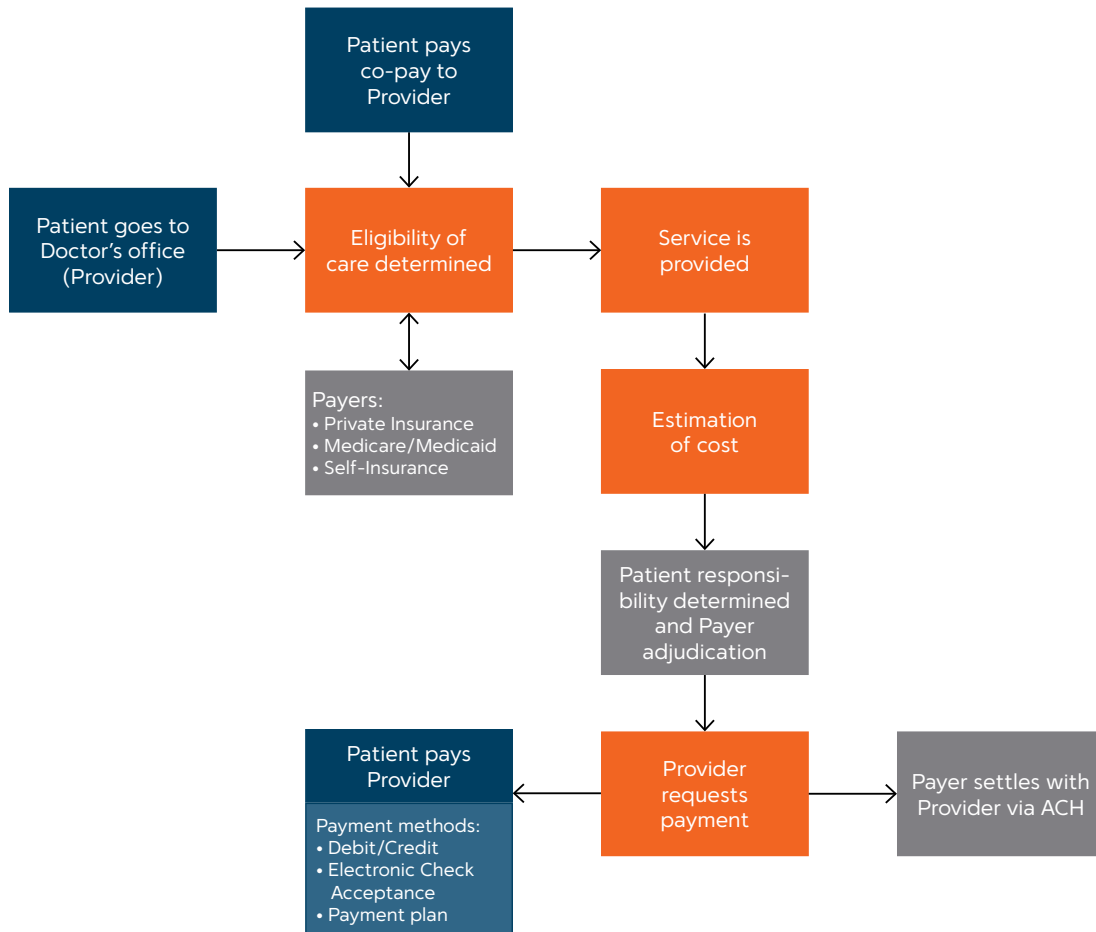 Patient pays
co-pay to
Provider
Patient goes to
Doctor’s office
(Provider)
Eligibility of
care determined
Service is
provided
Payers:
• Private Insurance
• Medicare/Medicaid
• Self-Insurance
Estimation
of cost
Patient responsi-
bility determined
and Payer
adjudication
Patient pays
Provider
Payment methods:
• Debit/Credit
• Electronic Check
Acceptance
• Payment plan
Provider
requests
payment
Payer settles with
Provider via ACH